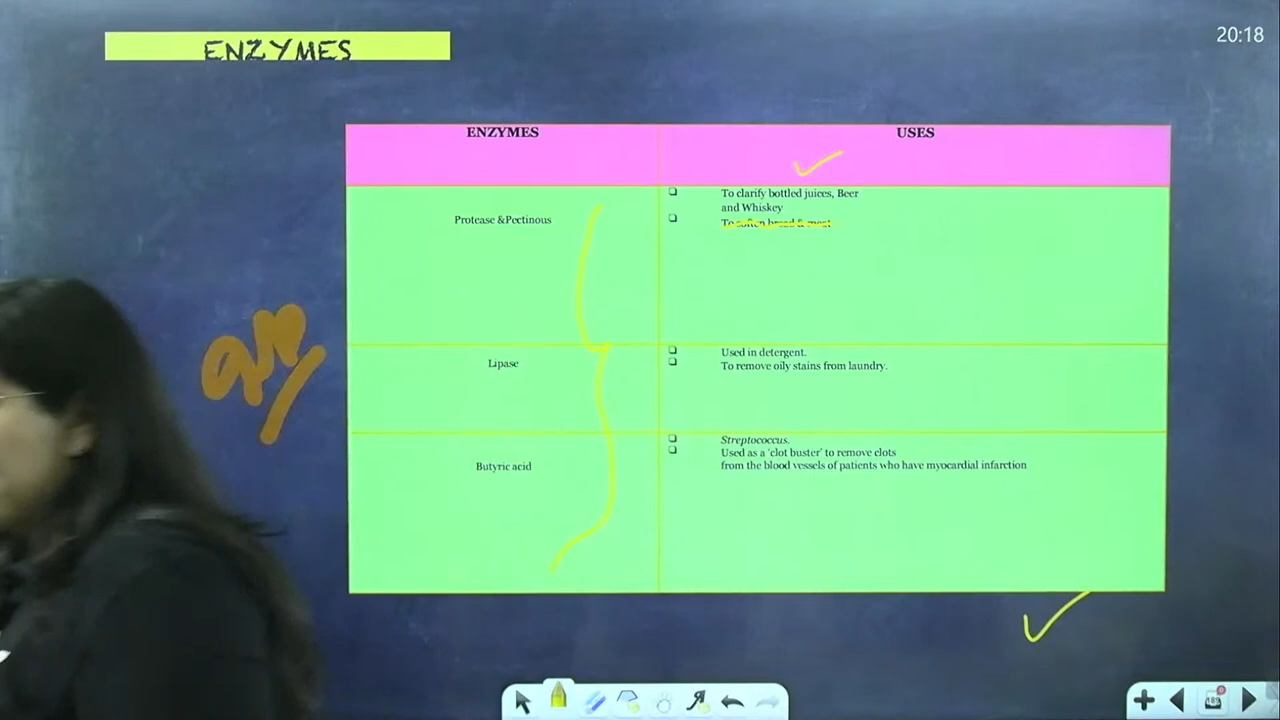 ENZYMES
20:18
ENZYMES
USES
Protease &Pectinous
To clarify bottled juices, Beer
and Whiskey
To soften bread & meat
Lipase
Used in detergent.
To remove oily stains from laundry.
Butyric acid
Streptococcus.
Used as a 'clot buster' to remove clots
from the blood vessels of patients who have myocardial infarction